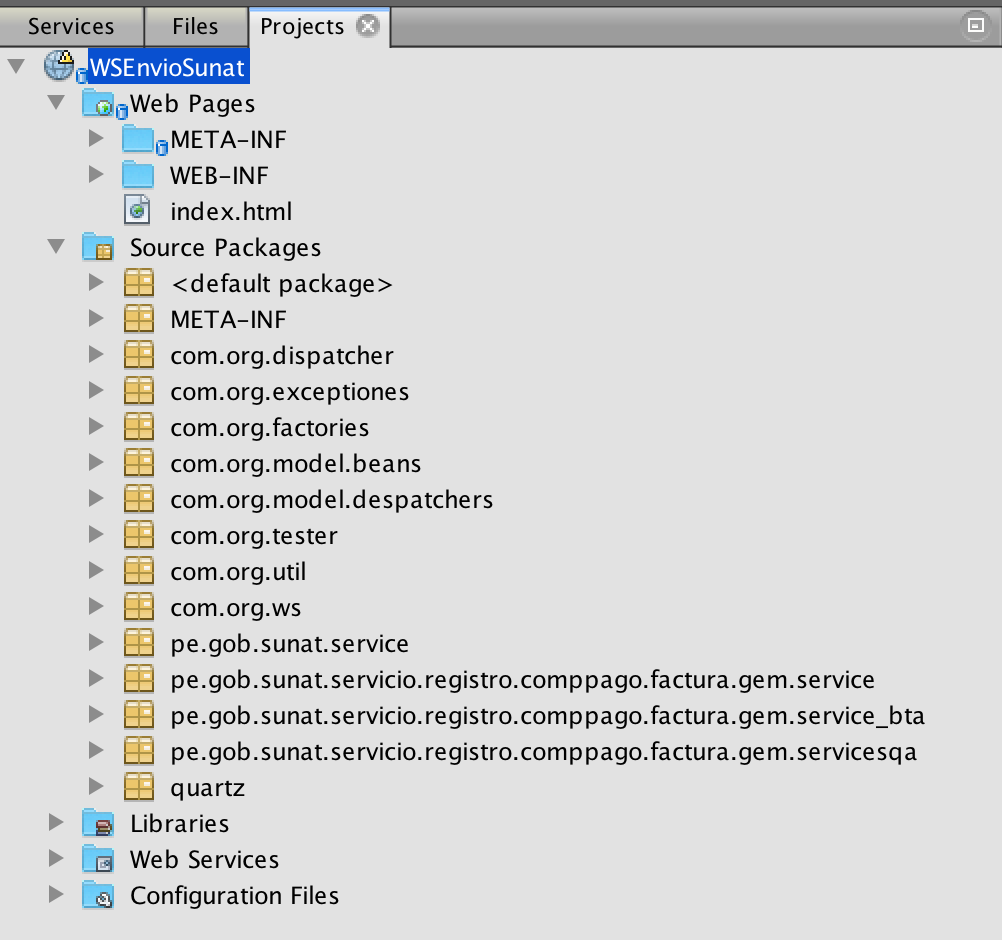 Services Files Projects
WSEnvioSunat
Web Pages
META-INF
WEB-INF
index.html
Source Packages
<default package>
META-INF
com.org.dispatcher
com.org.exceptiones
com.org.factories
com.org.model.beans
com.org.model.despatchers
com.org.tester
com.org.util
com.org.ws
pe.gob.sunat.service
pe.gob.sunat.servicio.registro.comppago.factura.gem.service
pe.gob.sunat.servicio.registro.comppago.factura.gem.service_bta
pe.gob.sunat.servicio.registro.comppago.factura.gem.servicesqa
quartz
Libraries
Web Services
Configuration Files